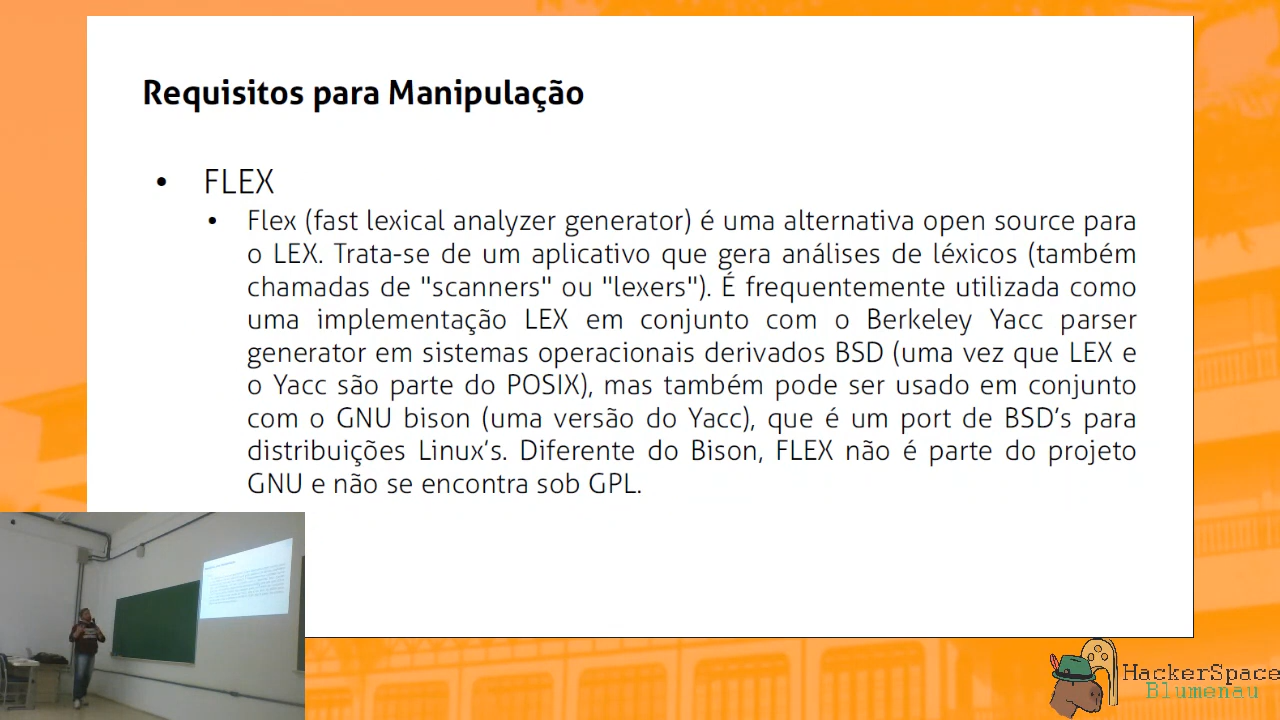 Requisitos para Manipulação
• FLEX
• Flex (fast lexical analyzer generator) é uma alternativa open source para
o LEX. Trata-se de um aplicativo que gera análises de léxicos (também
chamadas de "scanners" ou "lexers"). É frequentemente utilizada como
uma implementação LEX em conjunto com o Berkeley Yacc parser
generator em sistemas operacionais derivados BSD (uma vez que LEX e
o Yacc são parte do POSIX), mas também pode ser usado em conjunto
com o GNU bison (uma versão do Yacc), que é um port de BSD’s para
distribuições Linux’s. Diferente do Bison, FLEX não é parte do projeto
GNU e não se encontra sob GPL.
HackerSpace
Blumenau